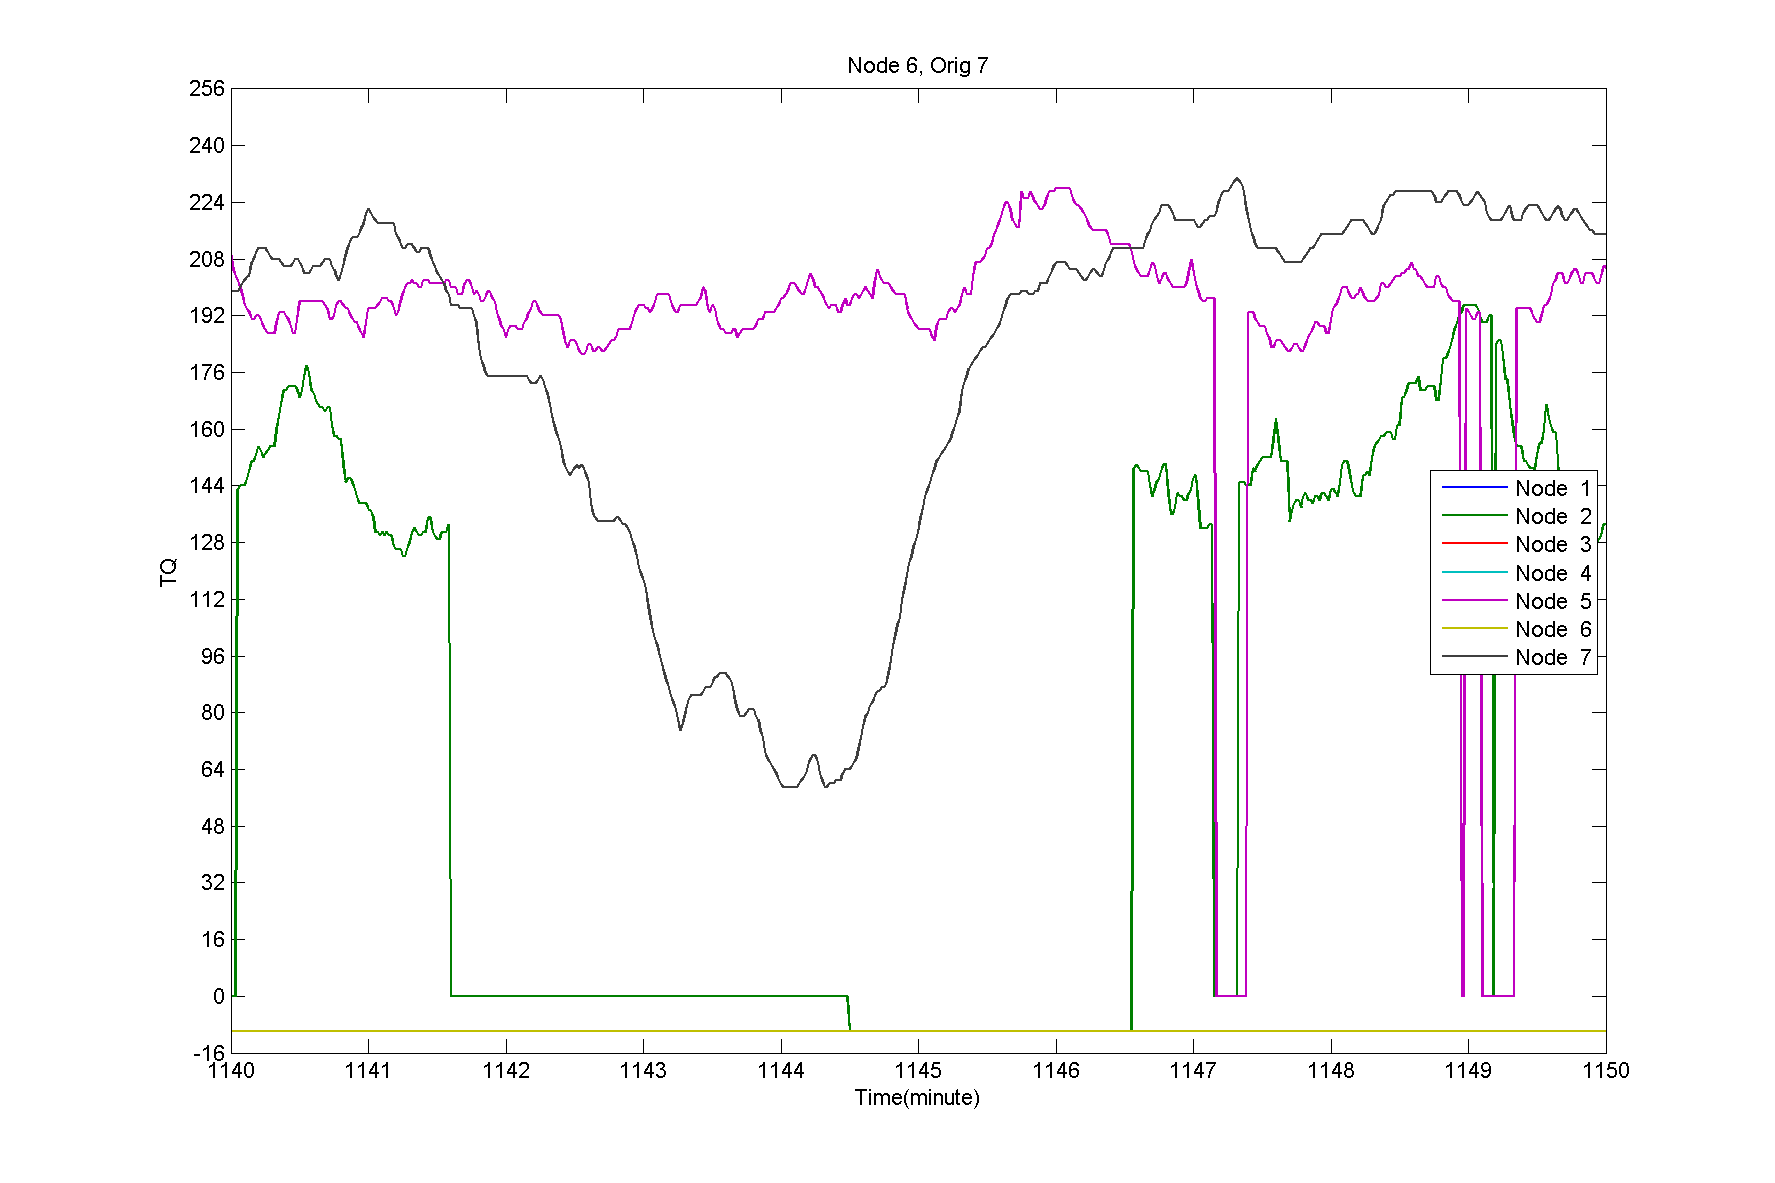 Node 6, Orig 7
256
240
224
208
192
176
160
144
128
112
96
80
64
48
32
16
0
-16
TQ
Node 1
Node 2
Node 3
Node 4
Node 5
Node 6
Node 7
1140 1141 1142 1143 1144 1145 1146 1147 1148 1149 1150
Time(minute)